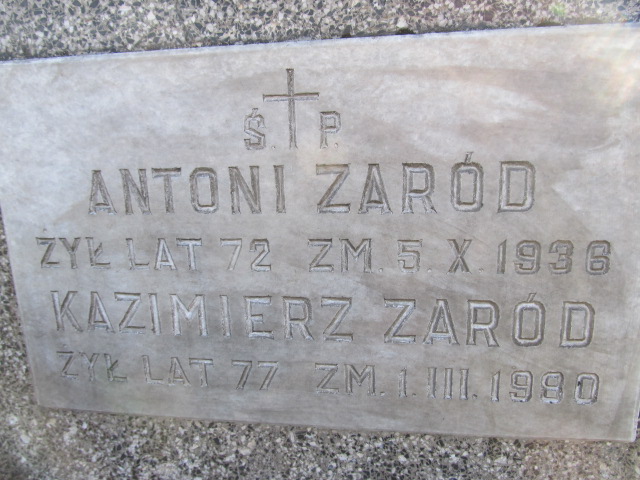 Ś. P.
ANTONI ZARÓD
ŻYŁ LAT 72 ZM. 5. X. 1936
KAZIMIERZ ZARÓD
ŻYŁ LAT 77 ZM. 1. III. 1980